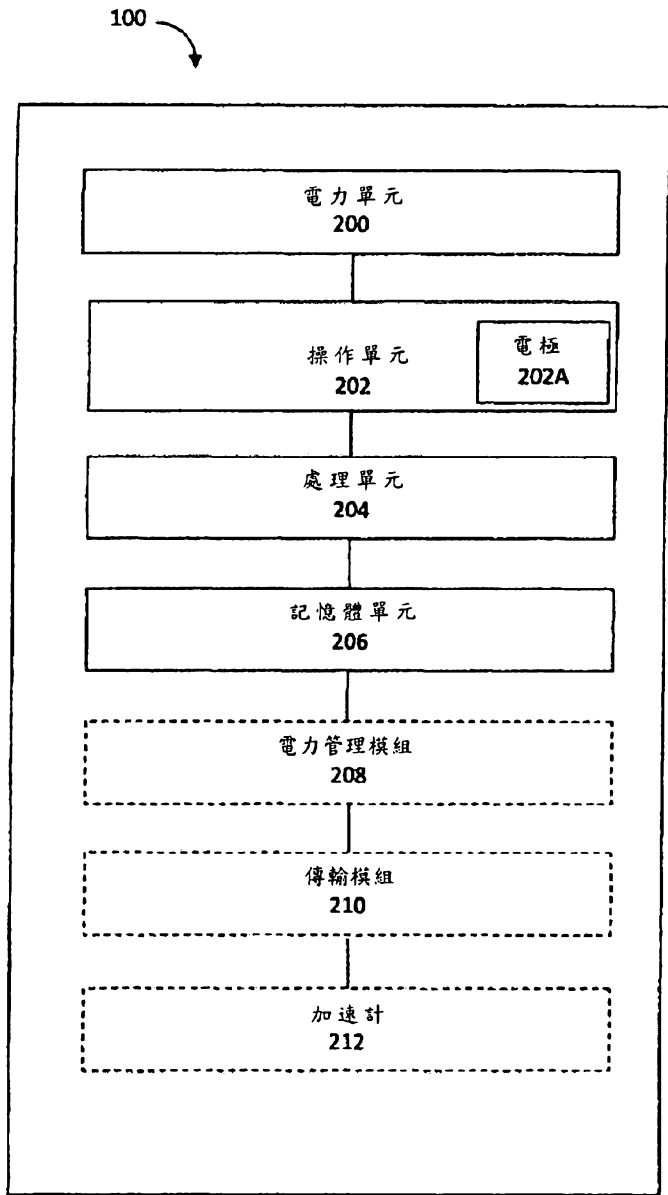 100
電力單元
200
操作單元
202
電極
202A
處理單元
204
記憶體單元
206
電力管理模組
208
傳輸模組
210
加速計
212